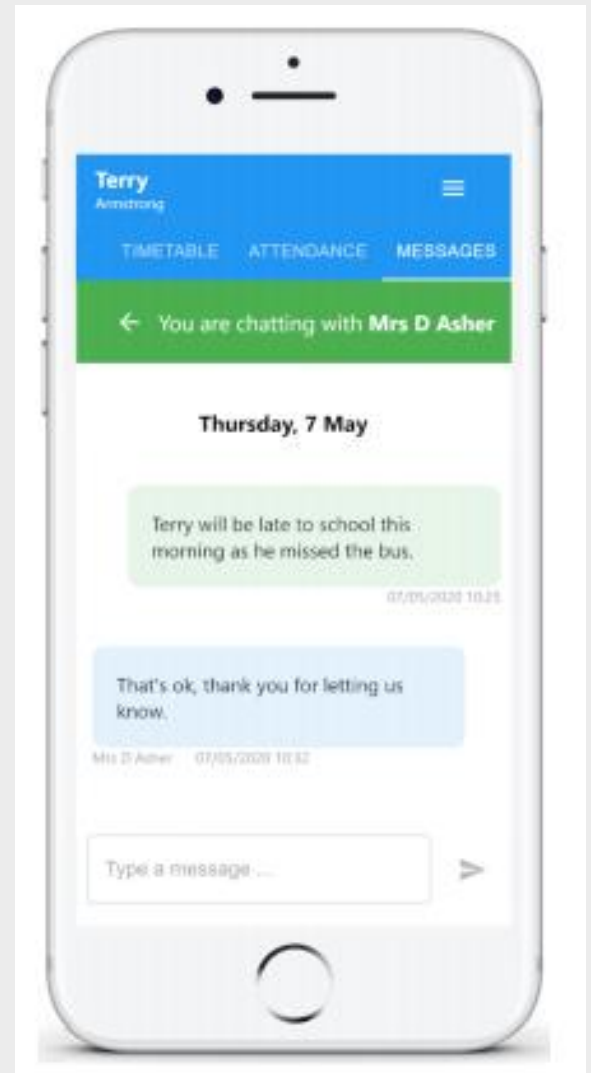 Terry
Armstrong
TIMETABLE ATTENDANCE MESSAGES
You are chatting with Mrs D Asher
Thursday, 7 May
Terry will be late to school this
morning as he missed the bus.
07/05/2020 10:25
That's ok, thank you for letting us
know.
Mrs D Asher 07/05/2020 10:32
Type a message ...